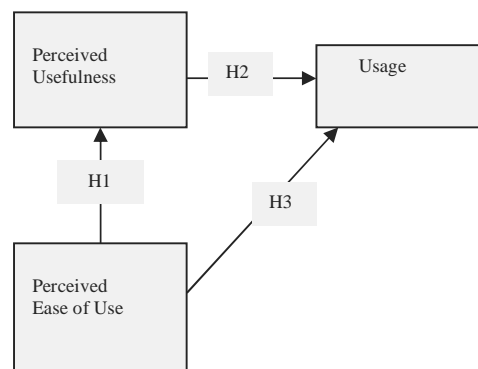 Perceived
Usefulness
H2
Usage
H1
H3
Perceived
Ease of Use